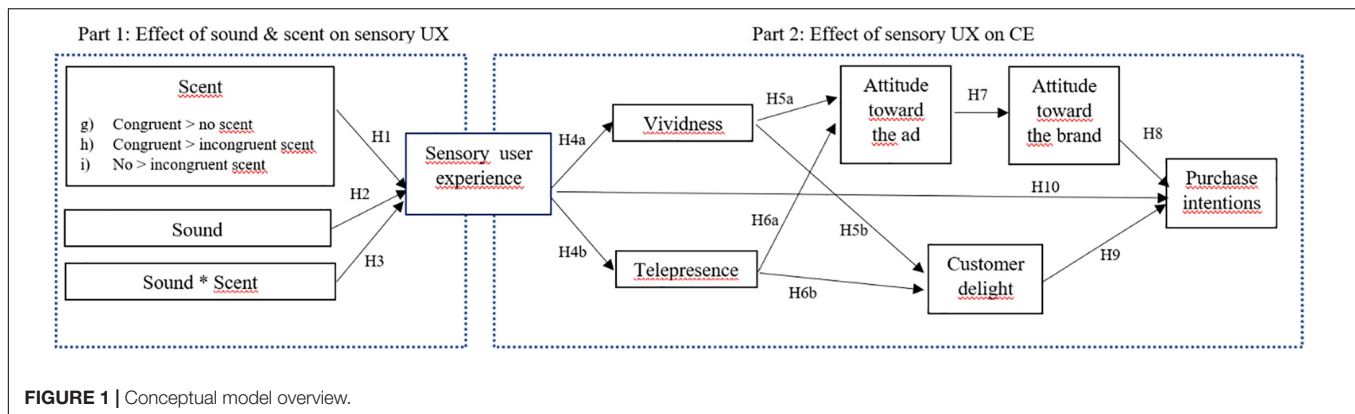 Part 1: Effect of sound & scent on sensory UX
Part 2: Effect of sensory UX on CE
Scent
g) Congruent > no scent
h) Congruent > incongruent scent
i) No > incongruent scent
Sound
Sound * Scent
H1
H2
H3
Sensory user
experience
H4a
H4b
Vividness
Telepresence
H5a
H6a
H5b
H6b
Attitude
toward
the ad
H7
Attitude
toward
the brand
H8
H10
Customer
delight
H9
Purchase
intentions
FIGURE 1 | Conceptual model overview.